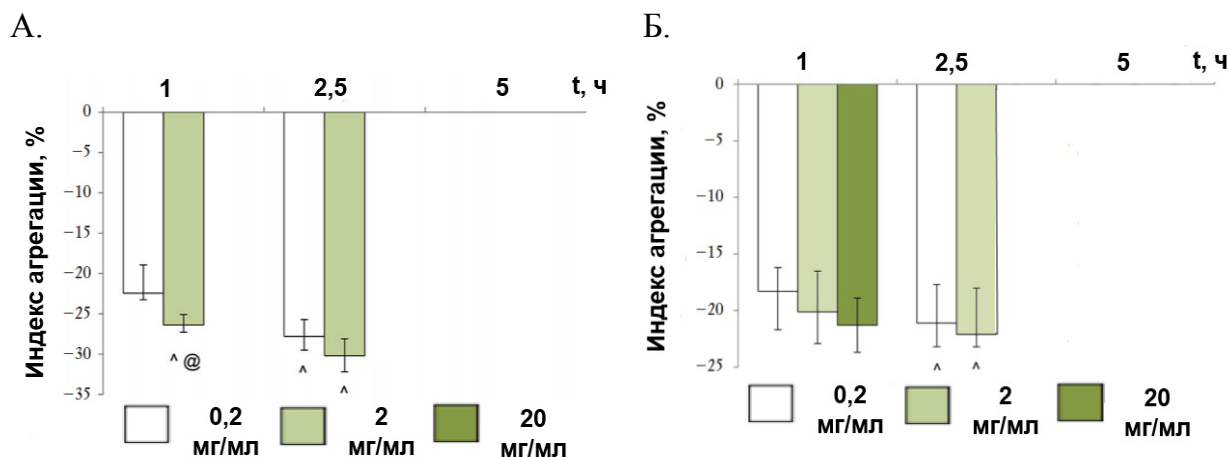 А.
1 2,5 5 t, ч
0
−5
−10
−15
−20
−25
−30
−35
Индекс агрегации, %
^ @ ^ ^
0,2 мг/мл
2 мг/мл
20 мг/мл
Б.
1 2,5 5 t, ч
0
−5
−10
−15
−20
−25
Индекс агрегации, %
^ ^
0,2 мг/мл
2 мг/мл
20 мг/мл